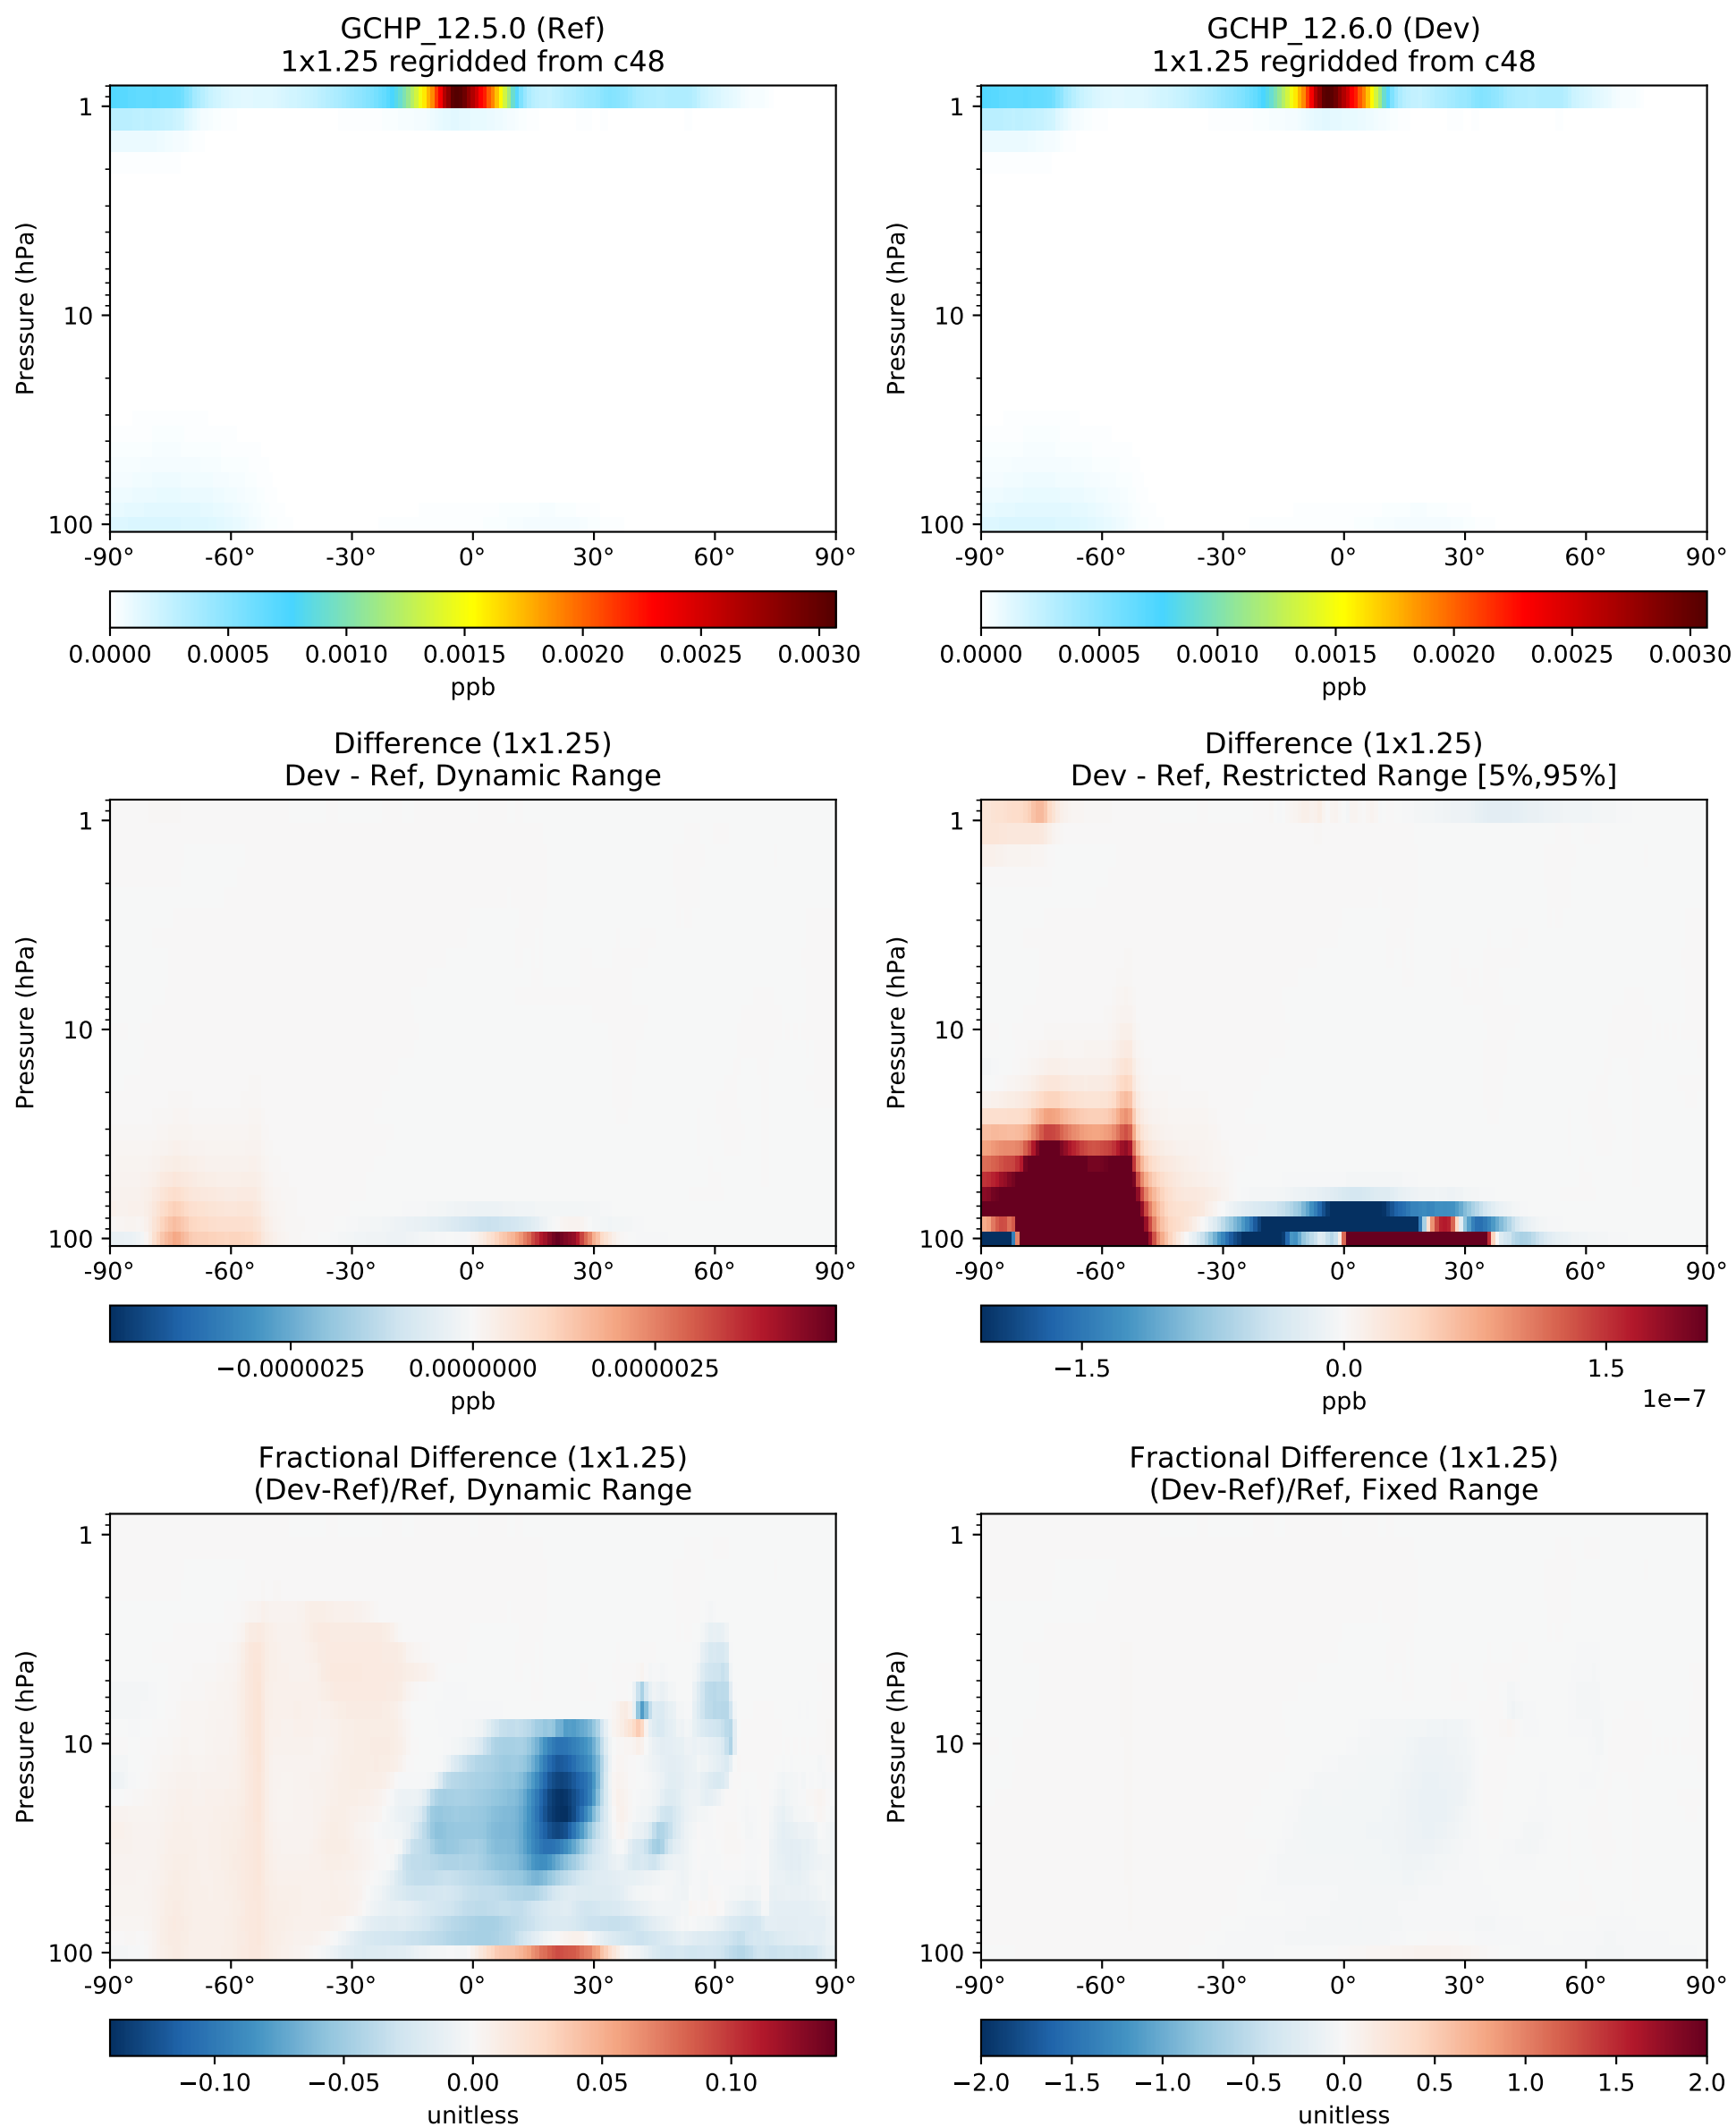 GCHP_12.5.0 (Ref)
1x1.25 regridded from c48
Pressure (hPa)
1
10
100
-90° -60° -30° 0° 30° 60° 90°
0.0000 0.0005 0.0010 0.0015 0.0020 0.0025 0.0030
ppb
GCHP_12.6.0 (Dev)
1x1.25 regridded from c48
Pressure (hPa)
1
10
100
-90° -60° -30° 0° 30° 60° 90°
0.0000 0.0005 0.0010 0.0015 0.0020 0.0025 0.0030
ppb
Difference (1x1.25)
Dev - Ref, Dynamic Range
Pressure (hPa)
1
10
100
-90° -60° -30° 0° 30° 60° 90°
−0.0000025 0.0000000 0.0000025
ppb
Difference (1x1.25)
Dev - Ref, Restricted Range [5%,95%]
Pressure (hPa)
1
10
100
-90° -60° -30° 0° 30° 60° 90°
−1.5 0.0 1.5
ppb
1e−7
Fractional Difference (1x1.25)
(Dev-Ref)/Ref, Dynamic Range
Pressure (hPa)
1
10
100
-90° -60° -30° 0° 30° 60° 90°
−0.10 −0.05 0.00 0.05 0.10
unitless
Fractional Difference (1x1.25)
(Dev-Ref)/Ref, Fixed Range
Pressure (hPa)
1
10
100
-90° -60° -30° 0° 30° 60° 90°
−2.0 −1.5 −1.0 −0.5 0.0 0.5 1.0 1.5 2.0
unitless